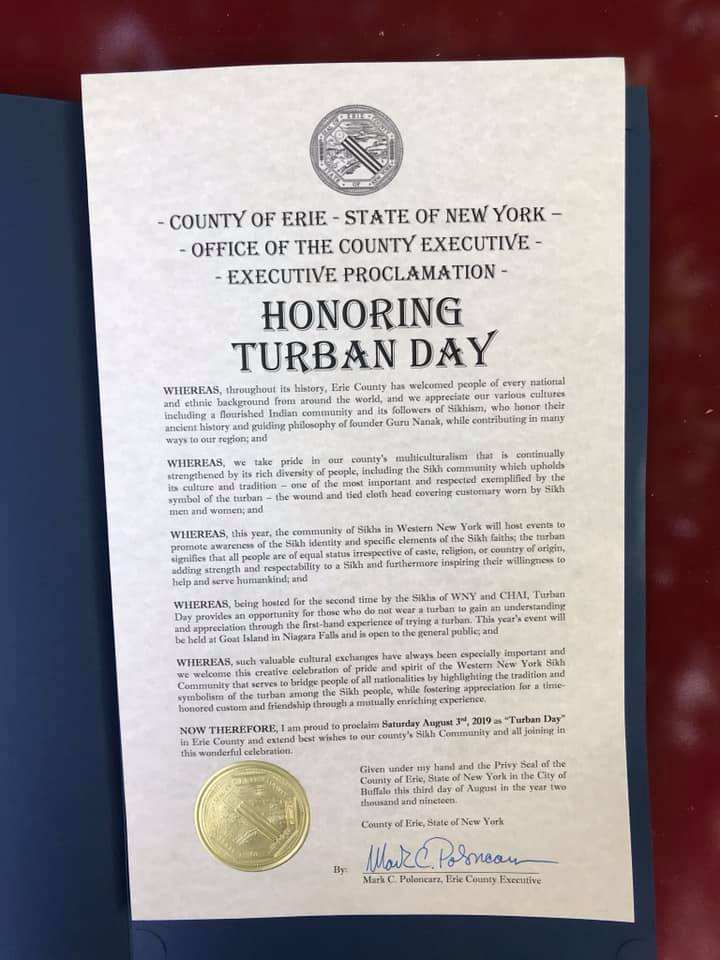 SEAL OF ERIE COUNTY
STATE OF NEW YORK
- COUNTY OF ERIE - STATE OF NEW YORK –
- OFFICE OF THE COUNTY EXECUTIVE -
- EXECUTIVE PROCLAMATION -
HONORING
TURBAN DAY
WHEREAS, throughout its history, Erie County has welcomed people of every national
and ethnic background from around the world, and we appreciate our various cultures
including a flourished Indian community and its followers of Sikhism, who honor their
ancient history and guiding philosophy of founder Guru Nanak, while contributing in many
ways to our region; and
WHEREAS, we take pride in our county's multiculturalism that is continually
strengthened by its rich diversity of people, including the Sikh community which upholds
its culture and tradition – one of the most important and respected exemplified by the
symbol of the turban – the wound and tied cloth head covering customary worn by Sikh
men and women; and
WHEREAS, this year, the community of Sikhs in Western New York will host events to
promote awareness of the Sikh identity and specific elements of the Sikh faiths; the turban
signifies that all people are of equal status irrespective of caste, religion, or country of origin,
adding strength and respectability to a Sikh and furthermore inspiring their willingness to
help and serve humankind; and
WHEREAS, being hosted for the second time by the Sikhs of WNY and CHAI, Turban
Day provides an opportunity for those who do not wear a turban to gain an understanding
and appreciation through the first-hand experience of trying a turban. This year's event will
be held at Goat Island in Niagara Falls and is open to the general public; and
WHEREAS, such valuable cultural exchanges have always been especially important and
we welcome this creative celebration of pride and spirit of the Western New York Sikh
Community that serves to bridge people of all nationalities by highlighting the tradition and
symbolism of the turban among the Sikh people, while fostering appreciation for a time-
honored custom and friendship through a mutually enriching experience.
NOW THEREFORE, I am proud to proclaim Saturday August 3rd, 2019 as "Turban Day"
in Erie County and extend best wishes to our county's Sikh Community and all joining in
this wonderful celebration.
Given under my hand and the Privy Seal of the
County of Erie, State of New York in the City of
Buffalo this third day of August in the year two
thousand and nineteen.
County of Erie, State of New York
By: Mark C. Poloncarz
Mark C. Poloncarz, Erie County Executive